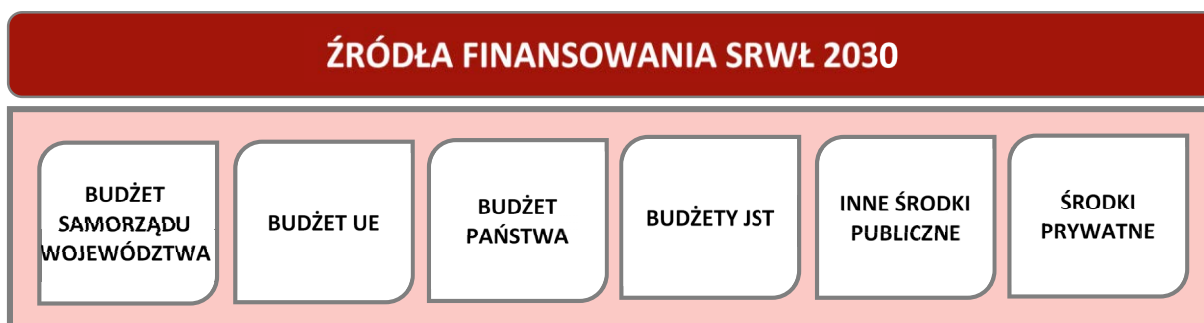 ŹRÓDŁA FINANSOWANIA SRWŁ 2030
BUDŻET
SAMORZĄDU
WOJEWÓDZTWA
BUDŻET UE
BUDŻET
PAŃSTWA
BUDŻETY JST
INNE ŚRODKI
PUBLICZNE
ŚRODKI
PRYWATNE